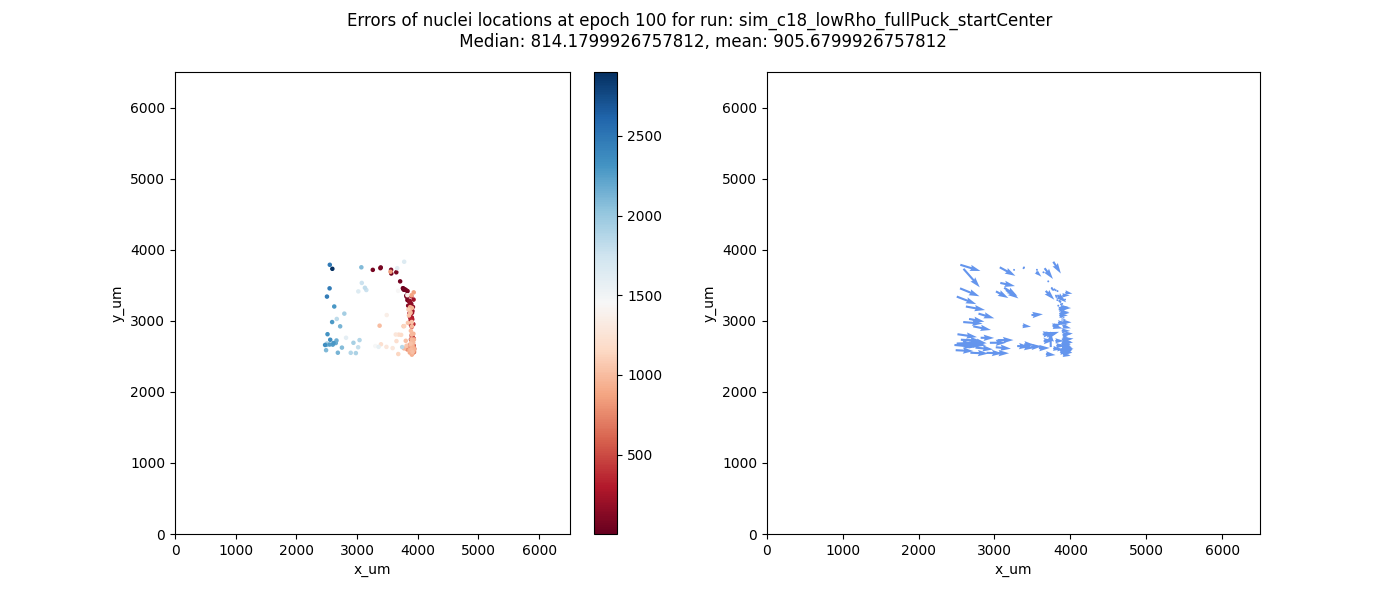 Errors of nuclei locations at epoch 100 for run: sim_c18_lowRho_fullPuck_startCenter
Median: 814.1799926757812, mean: 905.6799926757812
6000
5000
4000
3000
2000
1000
0
y_um
0 1000 2000 3000 4000 5000 6000
x_um
2500
2000
1500
1000
500
6000
5000
4000
3000
2000
1000
0
y_um
0 1000 2000 3000 4000 5000 6000
x_um